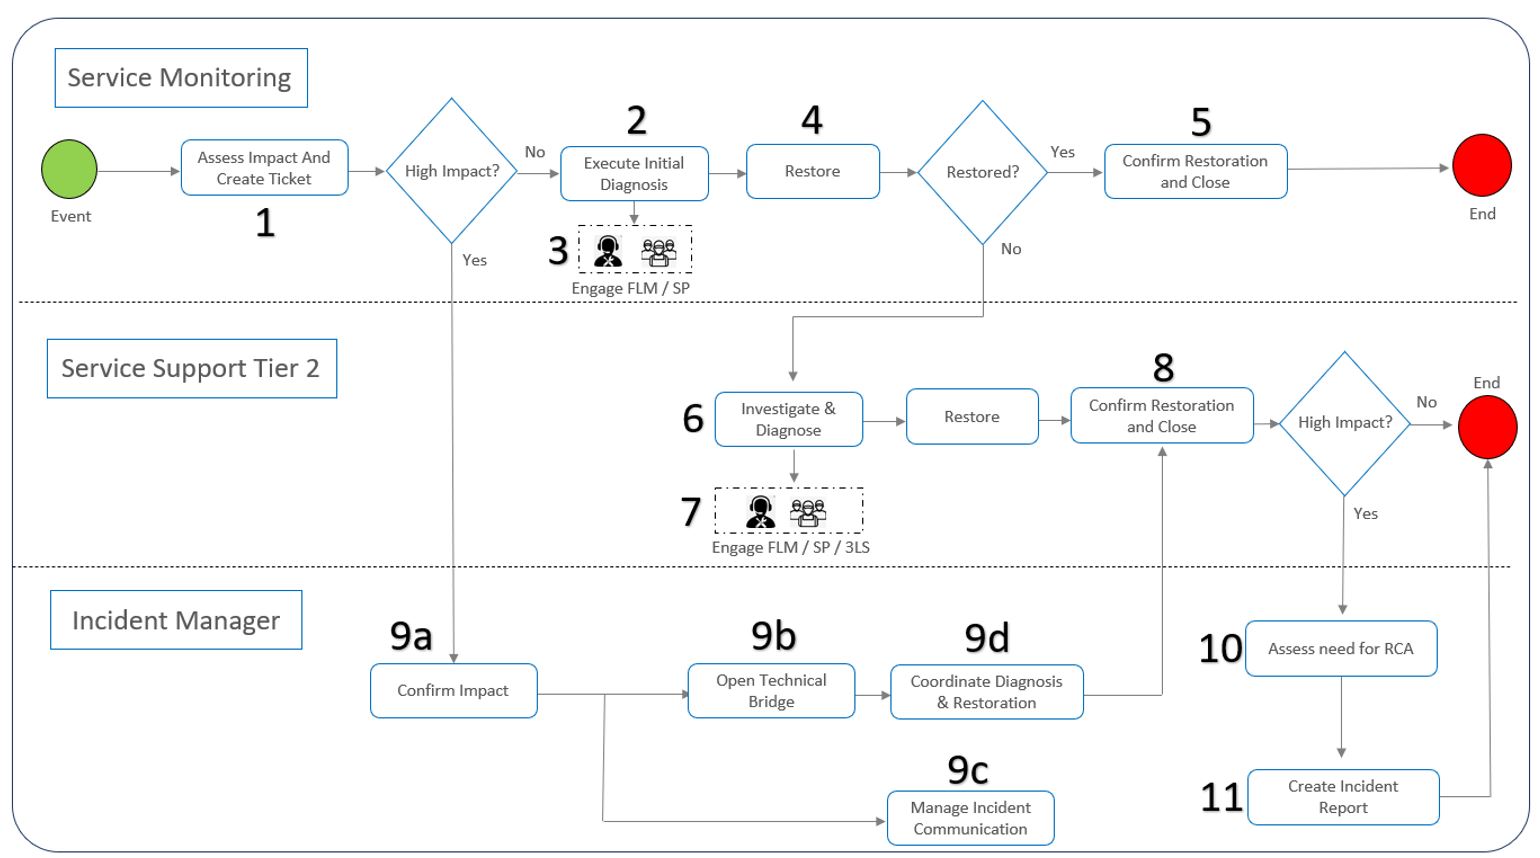 Service Monitoring
Event
Assess Impact And
Create Ticket
1
High Impact?
No
Yes
2
Execute Initial
Diagnosis
3
Engage FLM / SP
4
Restore
Restored?
Yes
No
5
Confirm Restoration
and Close
End
Service Support Tier 2
6
Investigate &
Diagnose
7
Engage FLM / SP / 3LS
Restore
8
Confirm Restoration
and Close
High Impact?
No
Yes
End
Incident Manager
9a
Confirm Impact
9b
Open Technical
Bridge
9d
Coordinate Diagnosis
& Restoration
9c
Manage Incident
Communication
10
Assess need for RCA
11
Create Incident
Report